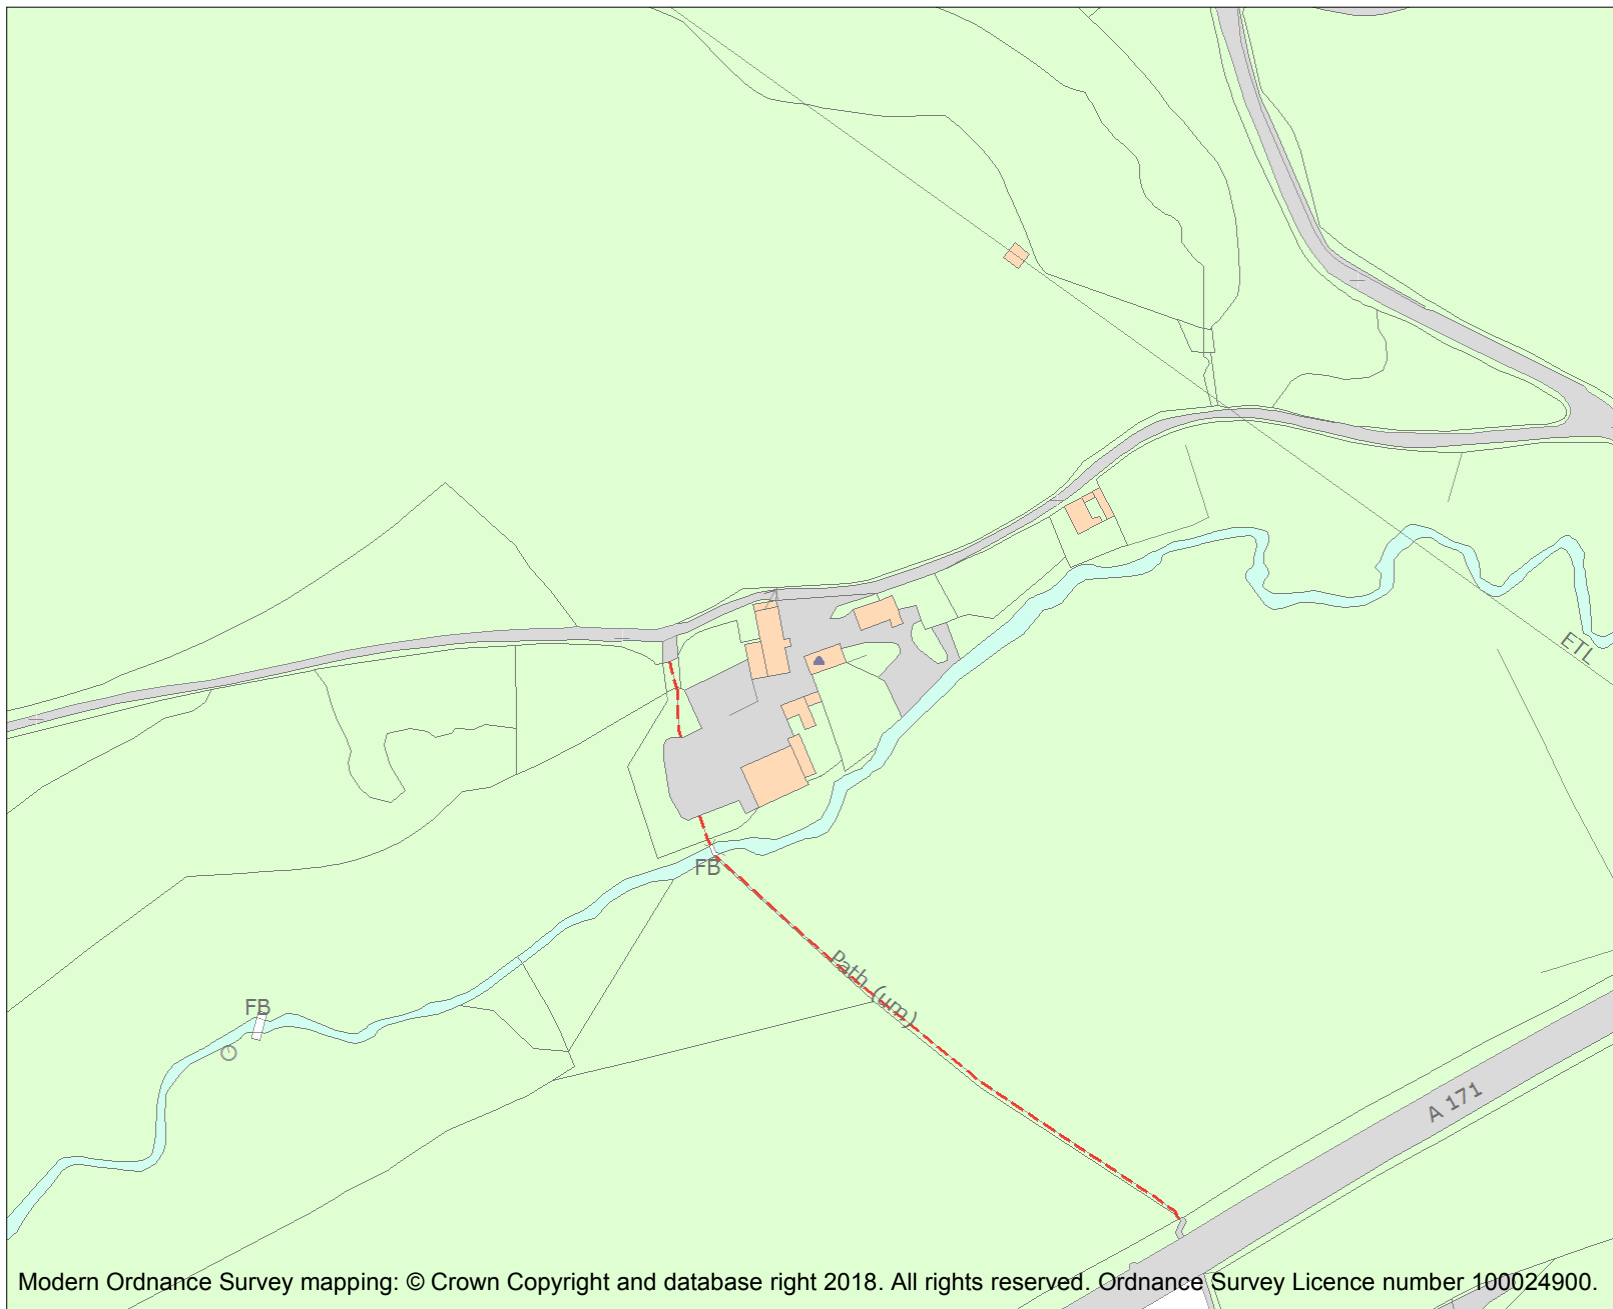 ETL
FB
Path (um)
FB
A 171
Modern Ordnance Survey mapping: © Crown Copyright and database right 2018. All rights reserved. Ordnance Survey Licence number 100024900.